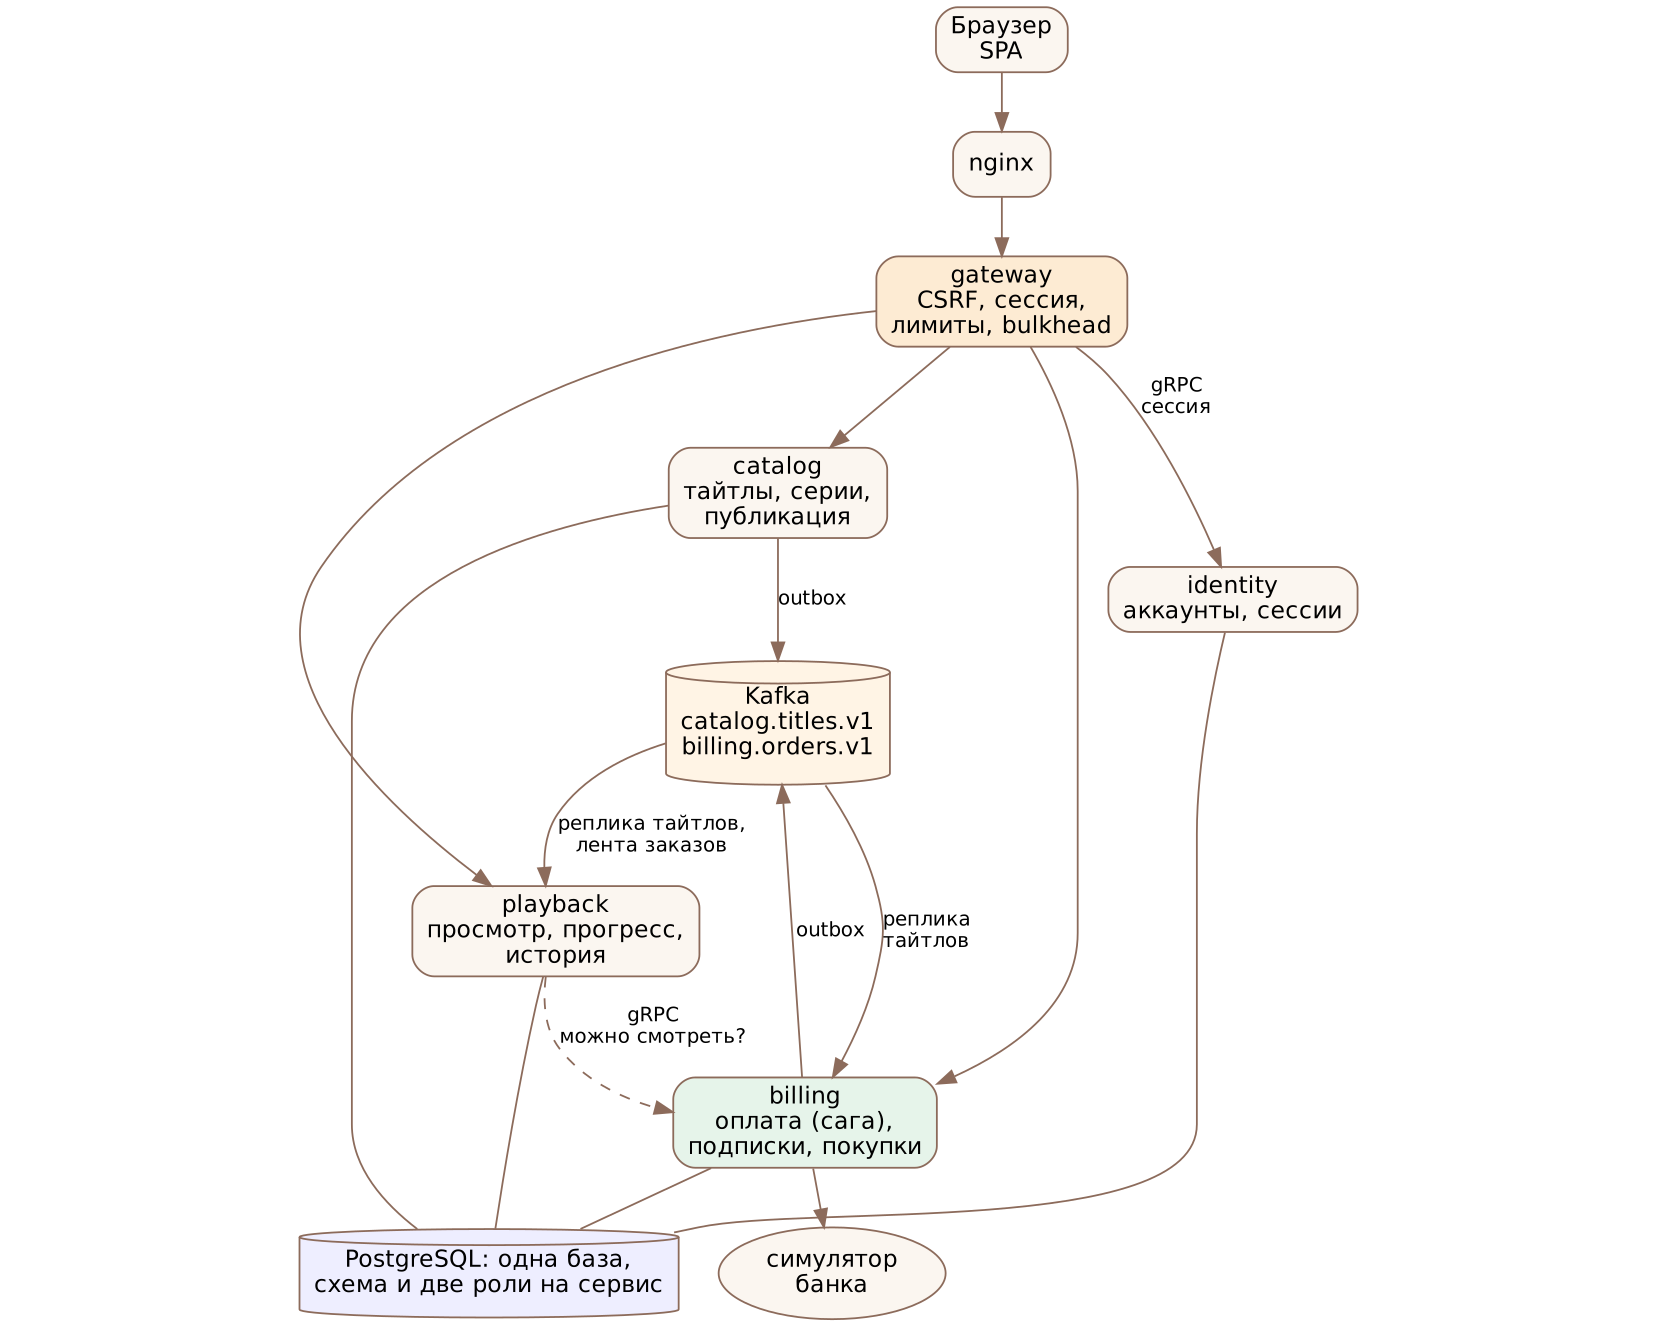 Браузер
SPA
nginx
gateway
CSRF, сессия,
лимиты, bulkhead
gRPC
сессия
catalog
тайтлы, серии,
публикация
identity
аккаунты, сессии
outbox
Kafka
catalog.titles.v1
billing.orders.v1
реплика тайтлов,
лента заказов
playback
просмотр, прогресс,
история
outbox
реплика
тайтлов
gRPC
можно смотреть?
billing
оплата (сага),
подписки, покупки
PostgreSQL: одна база,
схема и две роли на сервис
симулятор
банка